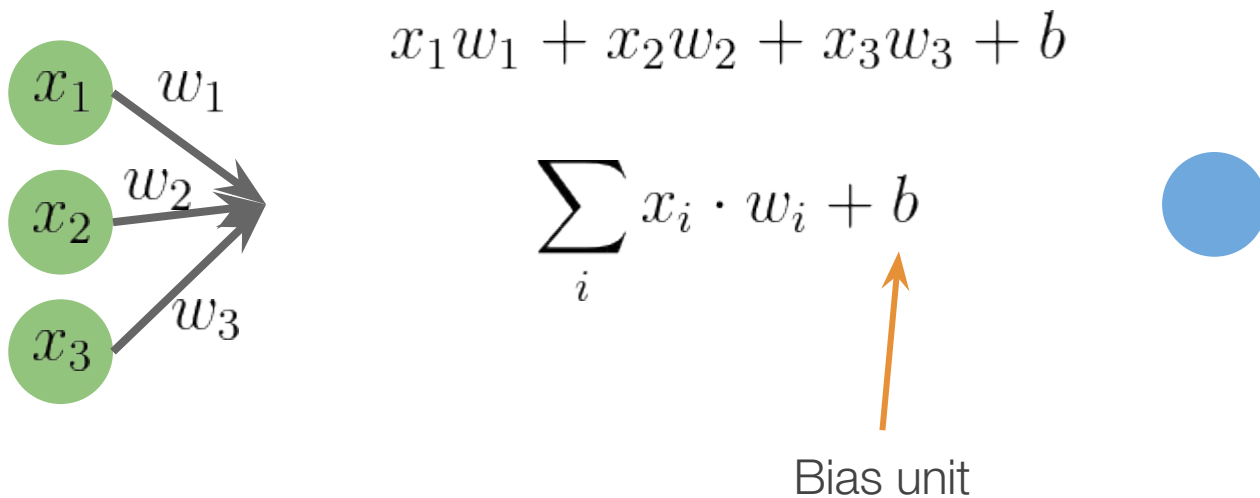 x₁w₁ + x₂w₂ + x₃w₃ + b
x₁ w₁
x₂ w₂
x₃ w₃
∑ᵢ xᵢ · wᵢ + b
Bias unit